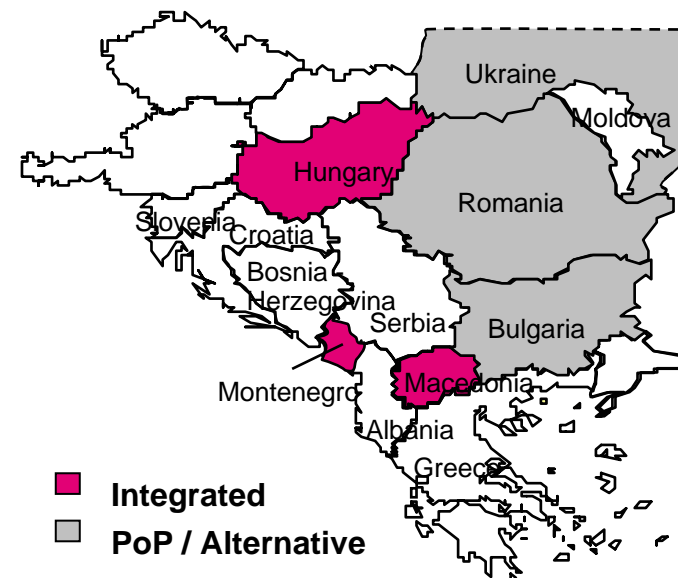 Ukraine
Moldova
Hungary
Romania
Slovenia
Croatia
Bosnia
Herzegovina
Serbia
Bulgaria
Montenegro
Macedonia
Albania
Greece
Integrated
PoP / Alternative